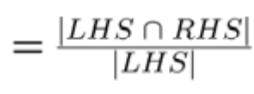 = |LHS ∩ RHS|
|LHS|